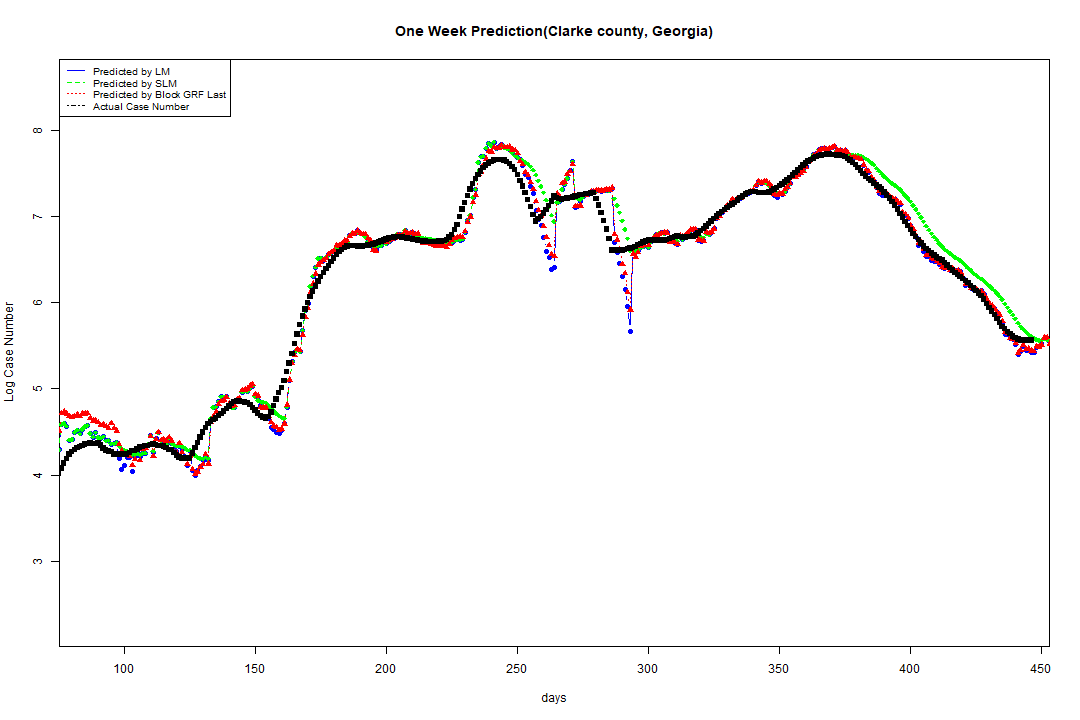 One Week Prediction(Clarke county, Georgia)
Predicted by LM
Predicted by SLM
Predicted by Block GRF Last
Actual Case Number
8
7
6
5
4
3
Log Case Number
100 150 200 250 300 350 400 450
days